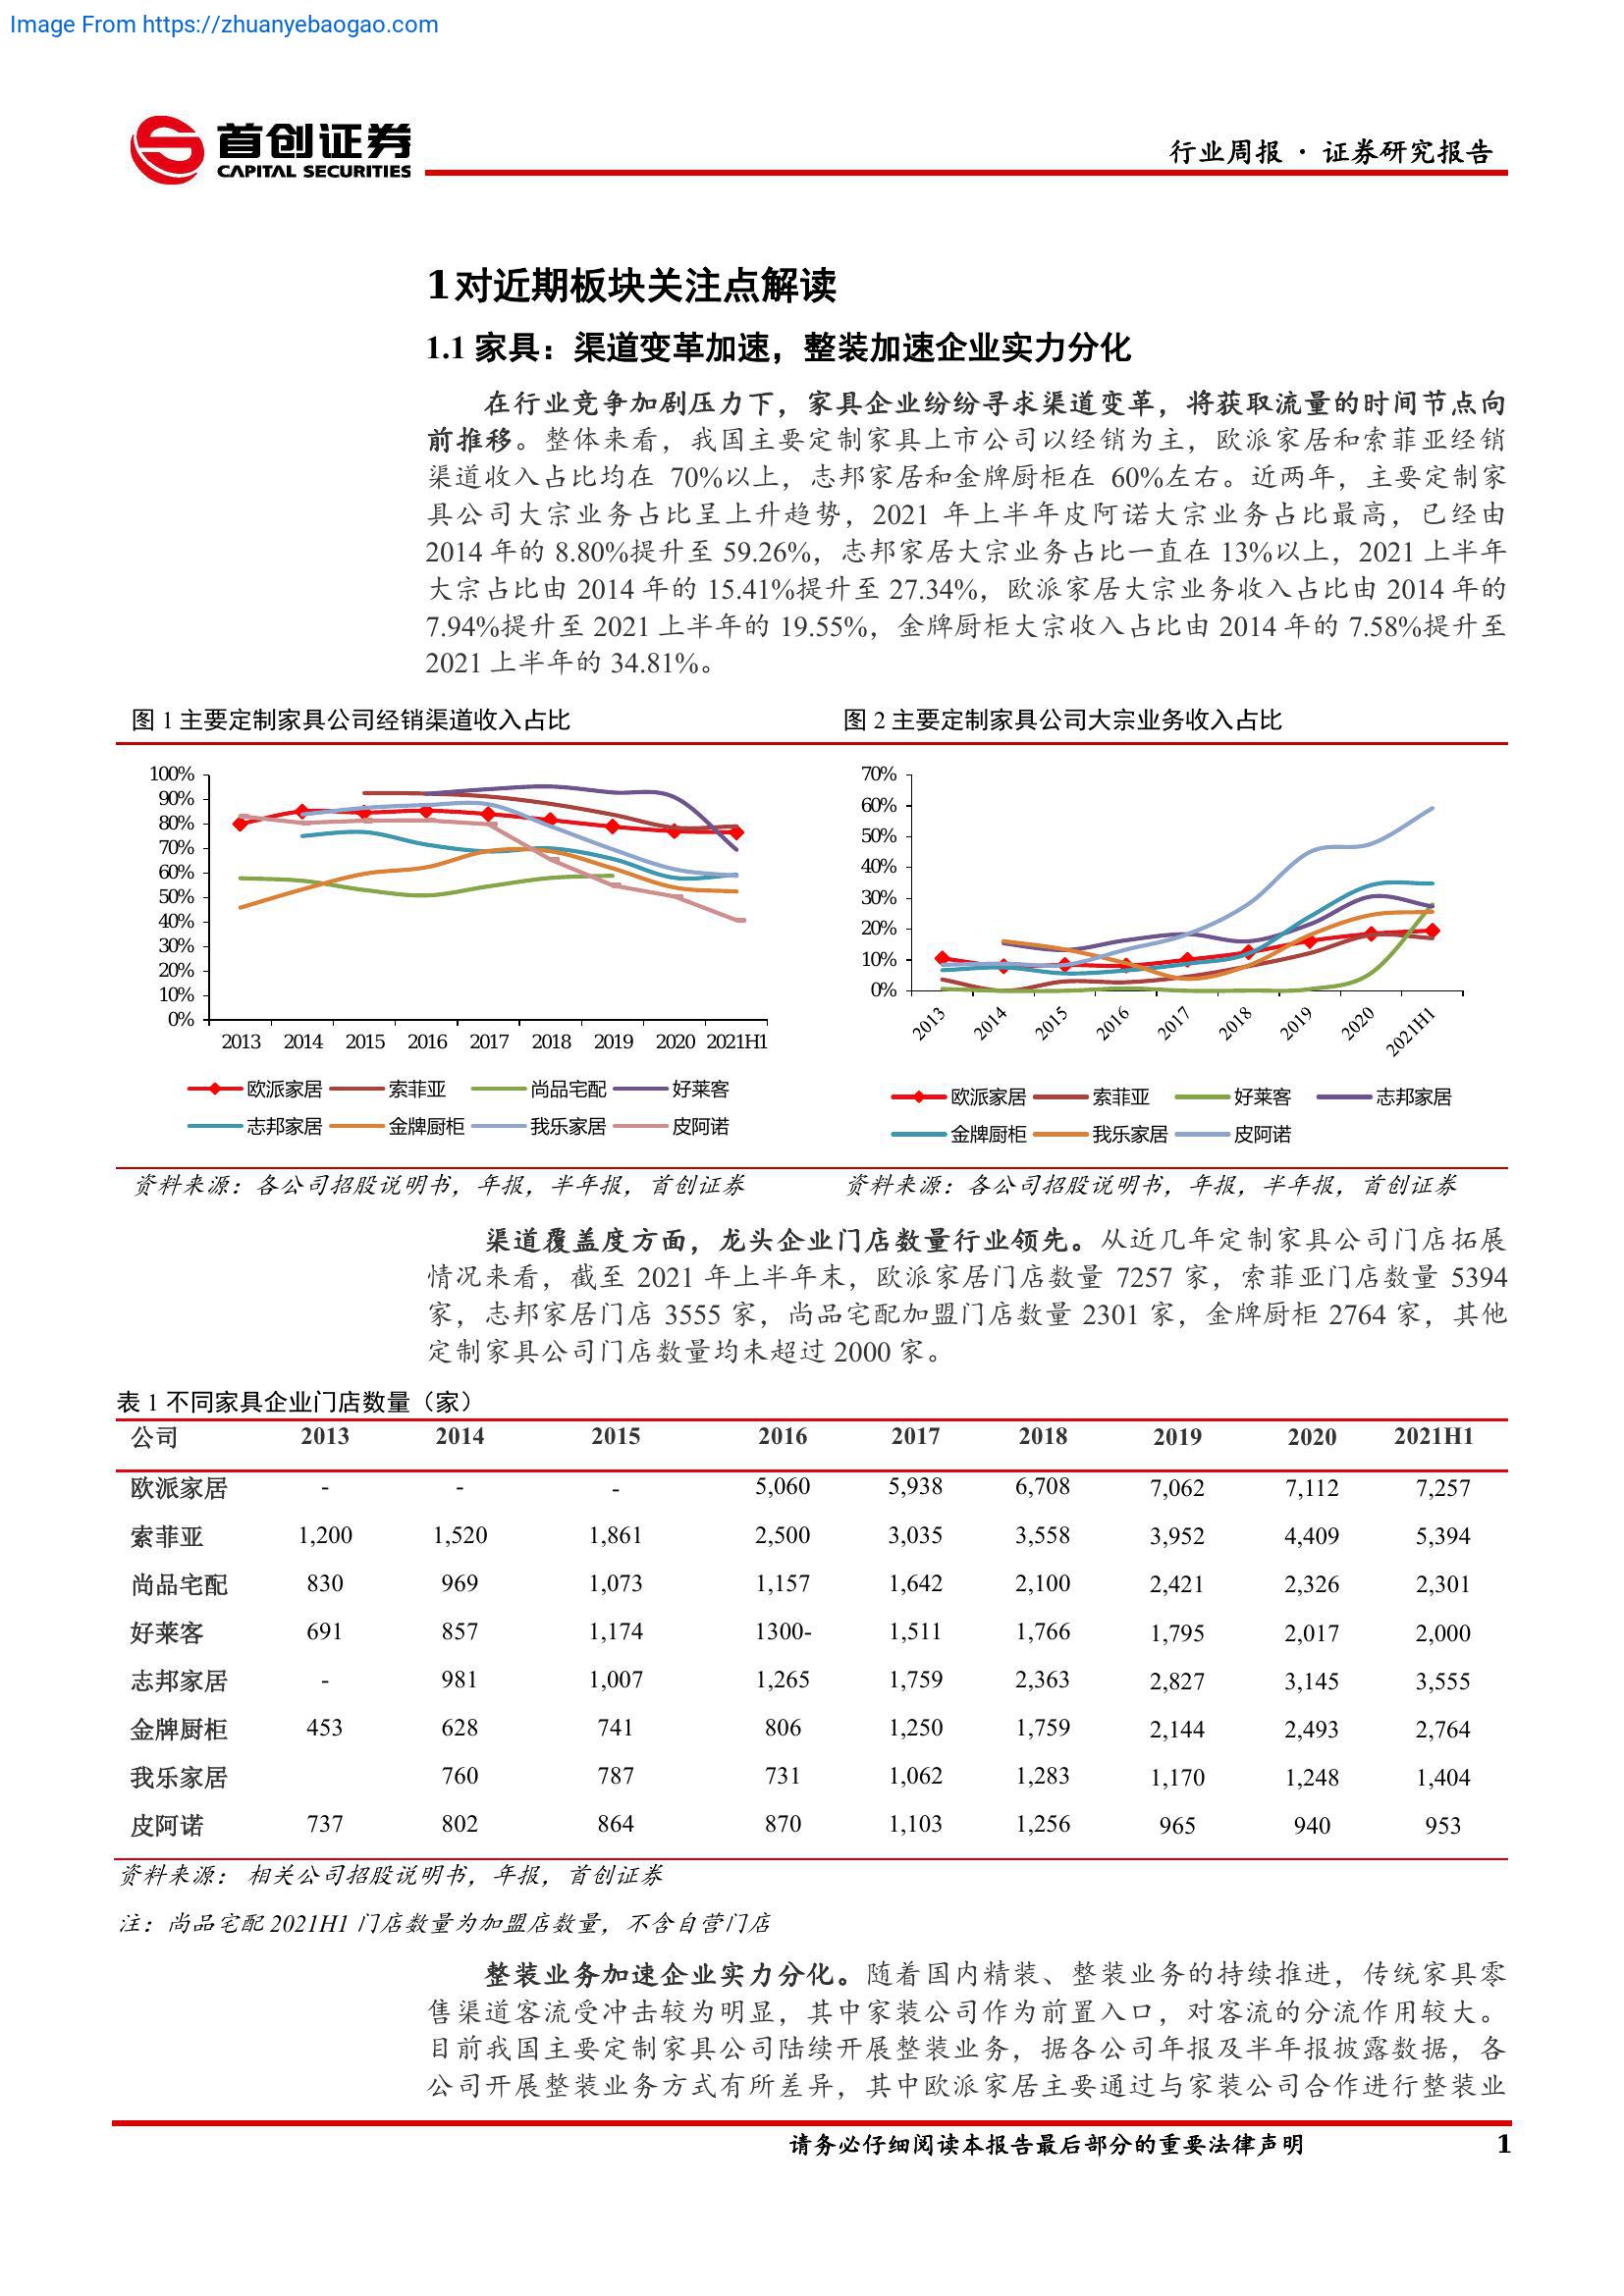 Image From https://zhuanyebaogao.com
首创证券
CAPITAL SECURITIES
行业周报 · 证券研究报告
1对近期板块关注点解读
1.1 家具：渠道变革加速，整装加速企业实力分化
在行业竞争加剧压力下，家具企业纷纷寻求渠道变革，将获取流量的时间节点向
前推移。整体来看，我国主要定制家具上市公司以经销为主，欧派家居和索菲亚经销
渠道收入占比均在 70%以上，志邦家居和金牌厨柜在 60%左右。近两年，主要定制家
具公司大宗业务占比呈上升趋势，2021 年上半年皮阿诺大宗业务占比最高，已经由
2014 年的 8.80%提升至 59.26%，志邦家居大宗业务占比一直在 13%以上，2021 上半年
大宗占比由 2014 年的 15.41%提升至 27.34%，欧派家居大宗业务收入占比由 2014 年的
7.94%提升至 2021 上半年的 19.55%，金牌厨柜大宗收入占比由 2014 年的 7.58%提升至
2021 上半年的 34.81%。
图 1 主要定制家具公司经销渠道收入占比
100%
90%
80%
70%
60%
50%
40%
30%
20%
10%
0%
2013 2014 2015 2016 2017 2018 2019 2020 2021H1
欧派家居 索菲亚 尚品宅配 好莱客
志邦家居 金牌厨柜 我乐家居 皮阿诺
资料来源：各公司招股说明书，年报，半年报，首创证券
图 2 主要定制家具公司大宗业务收入占比
70%
60%
50%
40%
30%
20%
10%
0%
2013 2014 2015 2016 2017 2018 2019 2020 2021H1
欧派家居 索菲亚 好莱客 志邦家居
金牌厨柜 我乐家居 皮阿诺
资料来源：各公司招股说明书，年报，半年报，首创证券
渠道覆盖度方面，龙头企业门店数量行业领先。从近几年定制家具公司门店拓展
情况来看，截至 2021 年上半年末，欧派家居门店数量 7257 家，索菲亚门店数量 5394
家，志邦家居门店 3555 家，尚品宅配加盟门店数量 2301 家，金牌厨柜 2764 家，其他
定制家具公司门店数量均未超过 2000 家。
表 1 不同家具企业门店数量（家）
公司 2013 2014 2015 2016 2017 2018 2019 2020 2021H1
欧派家居 - - - 5,060 5,938 6,708 7,062 7,112 7,257
索菲亚 1,200 1,520 1,861 2,500 3,035 3,558 3,952 4,409 5,394
尚品宅配 830 969 1,073 1,157 1,642 2,100 2,421 2,326 2,301
好莱客 691 857 1,174 1300- 1,511 1,766 1,795 2,017 2,000
志邦家居 - 981 1,007 1,265 1,759 2,363 2,827 3,145 3,555
金牌厨柜 453 628 741 806 1,250 1,759 2,144 2,493 2,764
我乐家居 760 787 731 1,062 1,283 1,170 1,248 1,404
皮阿诺 737 802 864 870 1,103 1,256 965 940 953
资料来源： 相关公司招股说明书，年报，首创证券
注：尚品宅配 2021H1 门店数量为加盟店数量，不含自营门店
整装业务加速企业实力分化。随着国内精装、整装业务的持续推进，传统家具零
售渠道客流受冲击较为明显，其中家装公司作为前置入口，对客流的分流作用较大。
目前我国主要定制家具公司陆续开展整装业务，据各公司年报及半年报披露数据，各
公司开展整装业务方式有所差异，其中欧派家居主要通过与家装公司合作进行整装业
请务必仔细阅读本报告最后部分的重要法律声明
1